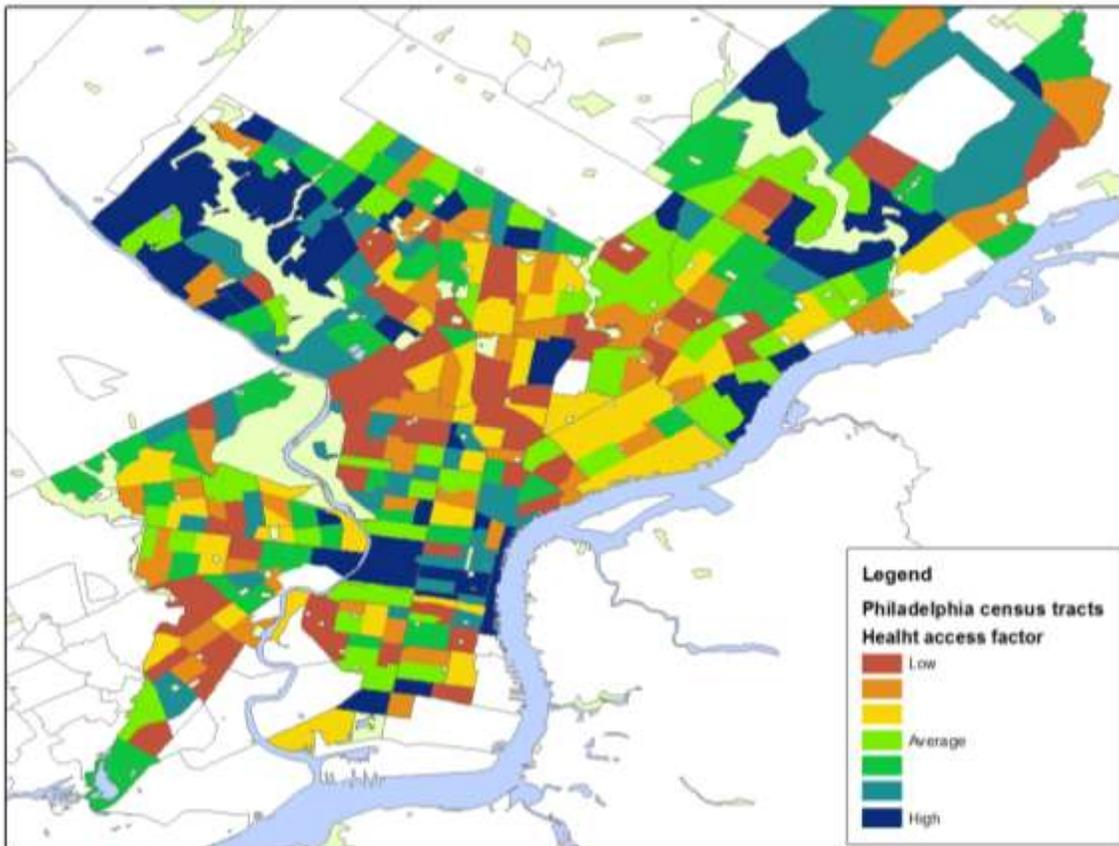 Legend
Philadelphia census tracts
Healht access factor
Low
Average
High